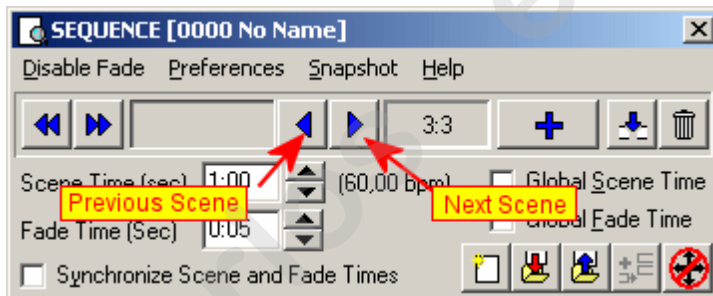 SEQUENCE [0000 No Name]
Disable Fade Preferences Snapshot Help
3:3
Scene Time (sec) 1:00 (60,00 bpm) Global Scene Time
Previous Scene Next Scene
Fade Time (Sec) 0:05 Global Fade Time
Synchronize Scene and Fade Times